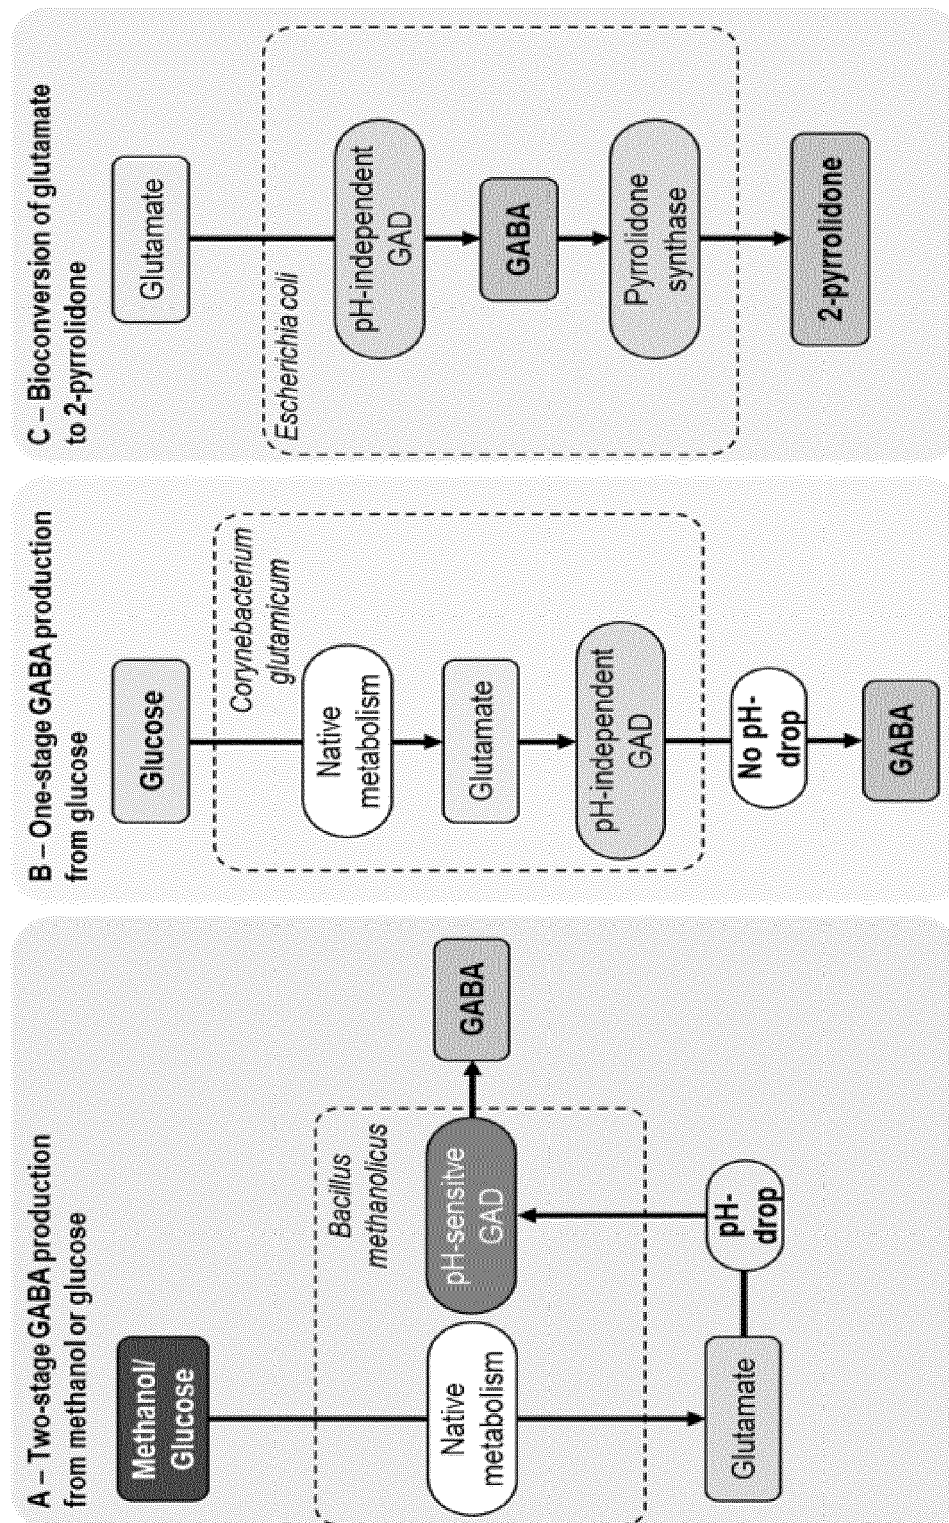 A – Two-stage GABA production
from methanol or glucose
Methanol/
Glucose
Bacillus
methanolicus
Native
metabolism
pH-sensitve
GAD
GABA
Glutamate
pH-
drop
B – One-stage GABA production
from glucose
Glucose
Corynebacterium
glutamicum
Native
metabolism
Glutamate
pH-independent
GAD
No pH-
drop
GABA
C – Bioconversion of glutamate
to 2-pyrrolidone
Glutamate
Escherichia coli
pH-independent
GAD
GABA
Pyrrolidone
synthase
2-pyrrolidone